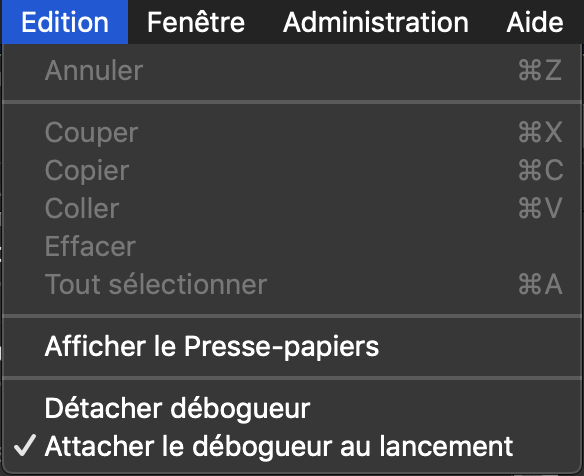 Edition Fenêtre Administration Aide
Annuler ⌘Z
Couper ⌘X
Copier ⌘C
Coller ⌘V
Effacer
Tout sélectionner ⌘A
Afficher le Presse-papiers
Détacher débogueur
✓ Attacher le débogueur au lancement